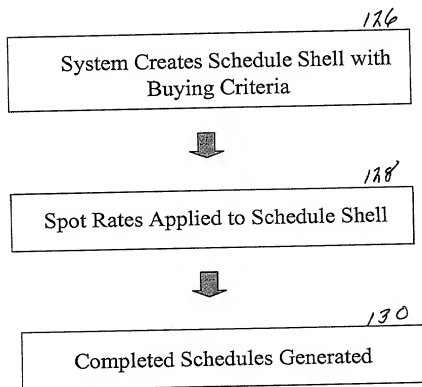 126
System Creates Schedule Shell with
Buying Criteria
128
Spot Rates Applied to Schedule Shell
130
Completed Schedules Generated